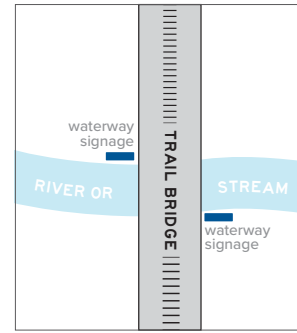 waterway
signage
TRAIL BRIDGE
RIVER OR
STREAM
waterway
signage